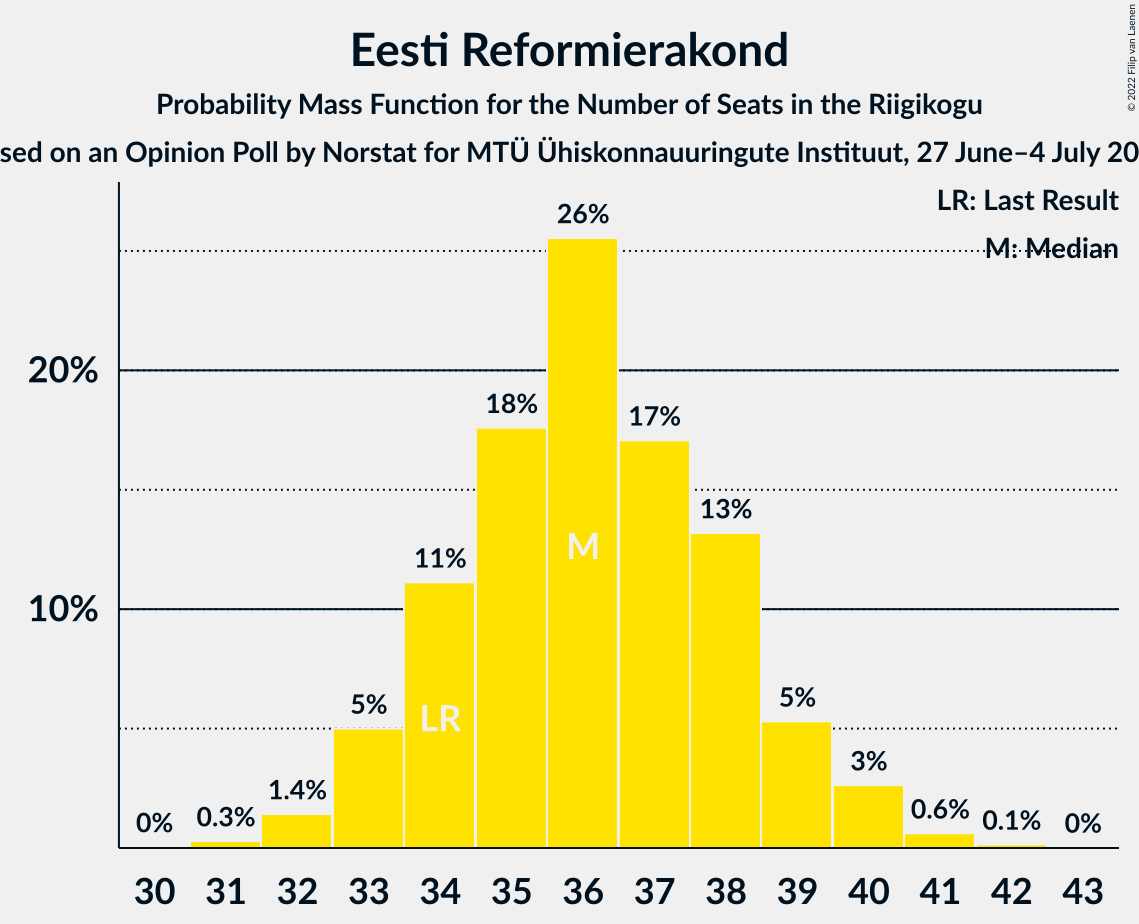 Eesti Reformierakond
Probability Mass Function for the Number of Seats in the Riigikogu
sed on an Opinion Poll by Norstat for MTÜ Ühiskonnauuringute Instituut, 27 June–4 July 20
© 2022 Filip van Laenen
LR: Last Result
M: Median
20%
10%
0%
0.3%
1.4%
5%
11%
18%
26%
17%
13%
5%
3%
0.6%
0.1%
0%
LR
M
30 31 32 33 34 35 36 37 38 39 40 41 42 43